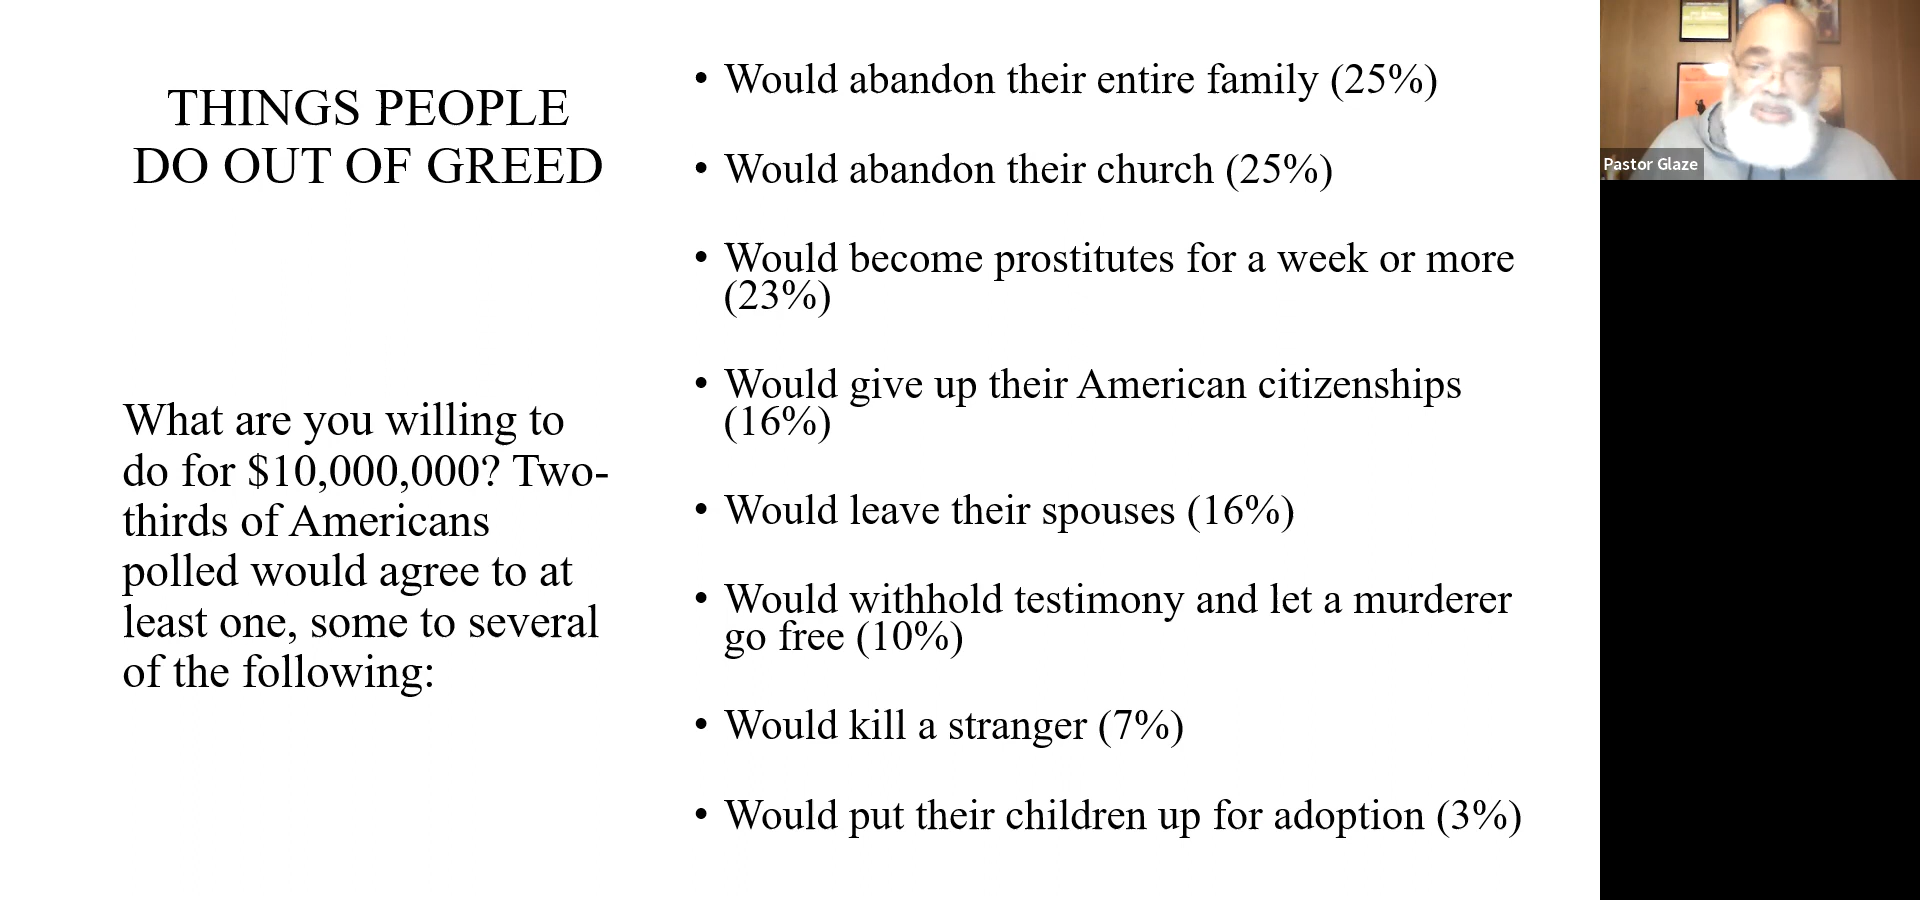 THINGS PEOPLE
DO OUT OF GREED
What are you willing to
do for $10,000,000? Two-
thirds of Americans
polled would agree to at
least one, some to several
of the following:
• Would abandon their entire family (25%)
• Would abandon their church (25%)
• Would become prostitutes for a week or more
(23%)
• Would give up their American citizenships
(16%)
• Would leave their spouses (16%)
• Would withhold testimony and let a murderer
go free (10%)
• Would kill a stranger (7%)
• Would put their children up for adoption (3%)
Pastor Glaze